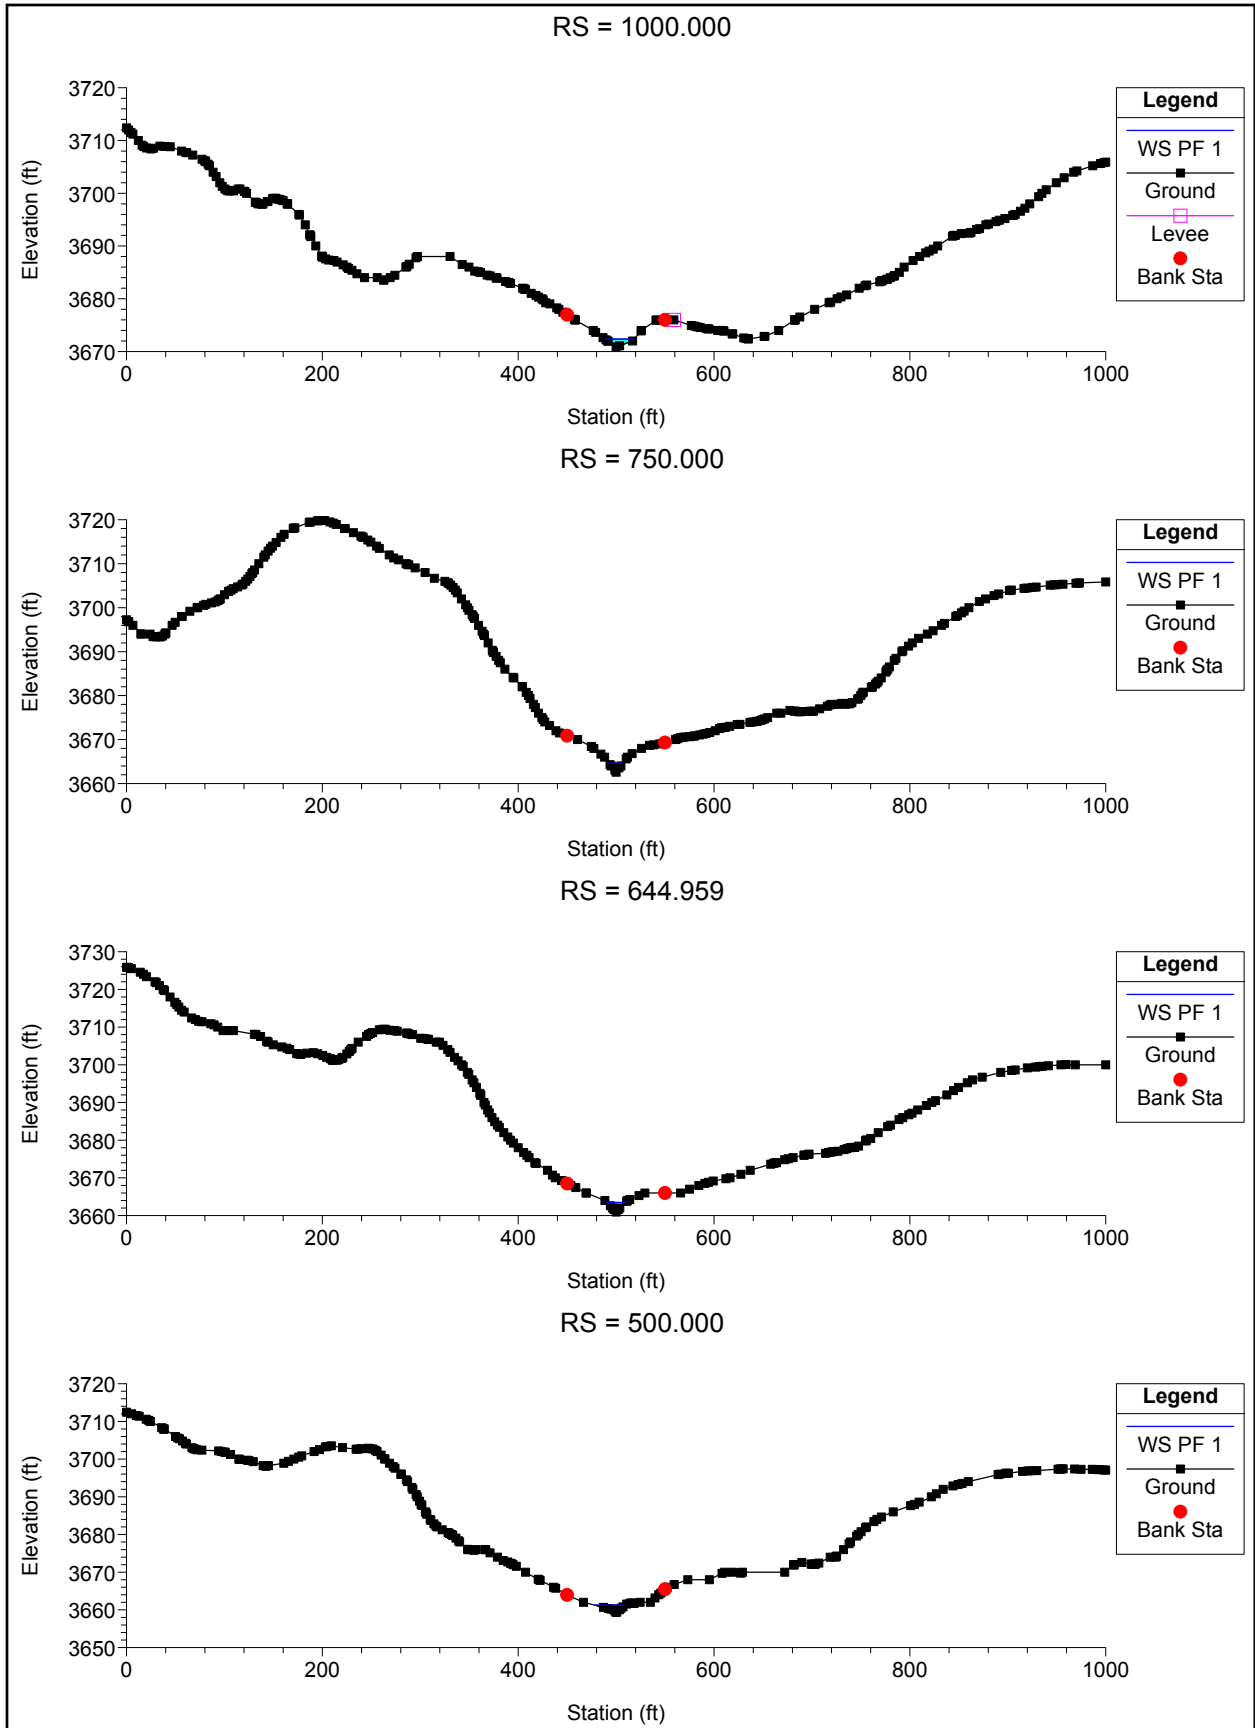 RS = 1000.000
3720
3710
3700
3690
3680
3670
Elevation (ft)
0 200 400 600 800 1000
Station (ft)
Legend
WS PF 1
Ground
Levee
Bank Sta
RS = 750.000
3720
3710
3700
3690
3680
3670
3660
Elevation (ft)
0 200 400 600 800 1000
Station (ft)
Legend
WS PF 1
Ground
Bank Sta
RS = 644.959
3730
3720
3710
3700
3690
3680
3670
3660
Elevation (ft)
0 200 400 600 800 1000
Station (ft)
Legend
WS PF 1
Ground
Bank Sta
RS = 500.000
3720
3710
3700
3690
3680
3670
3660
3650
Elevation (ft)
0 200 400 600 800 1000
Station (ft)
Legend
WS PF 1
Ground
Bank Sta